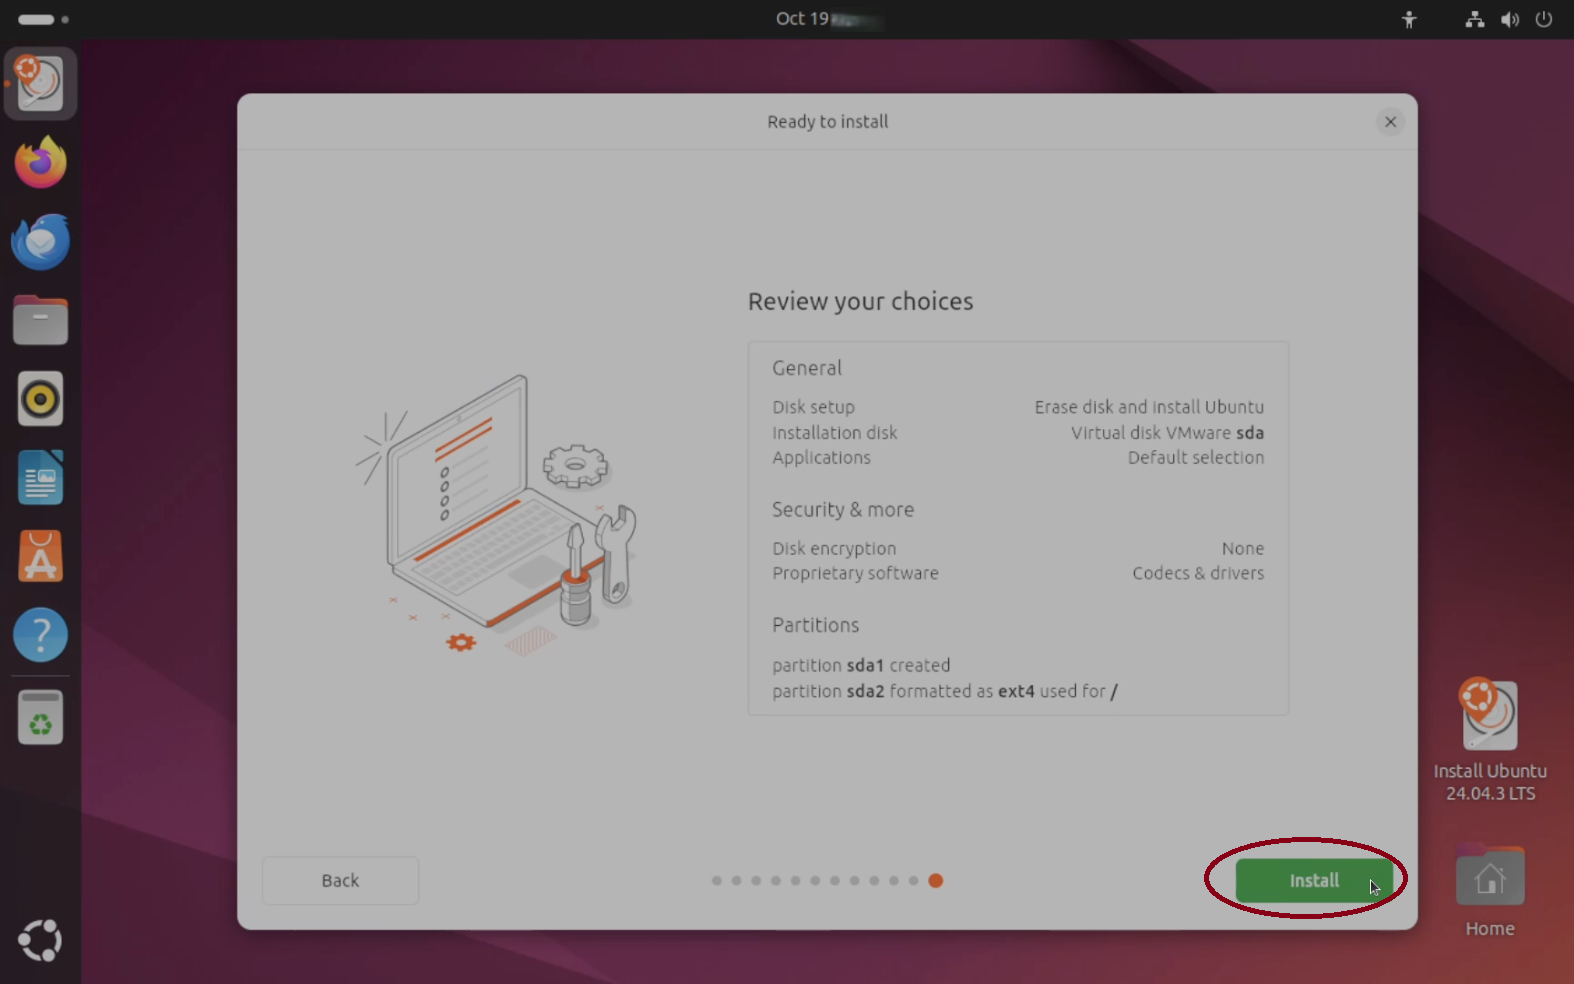 Oct 19
Ready to install
Review your choices
General
Disk setup Erase disk and install Ubuntu
Installation disk Virtual disk VMware sda
Applications Default selection
Security & more
Disk encryption None
Proprietary software Codecs & drivers
Partitions
partition sda1 created
partition sda2 formatted as ext4 used for /
Install Ubuntu
24.04.3 LTS
Back
Install
Home